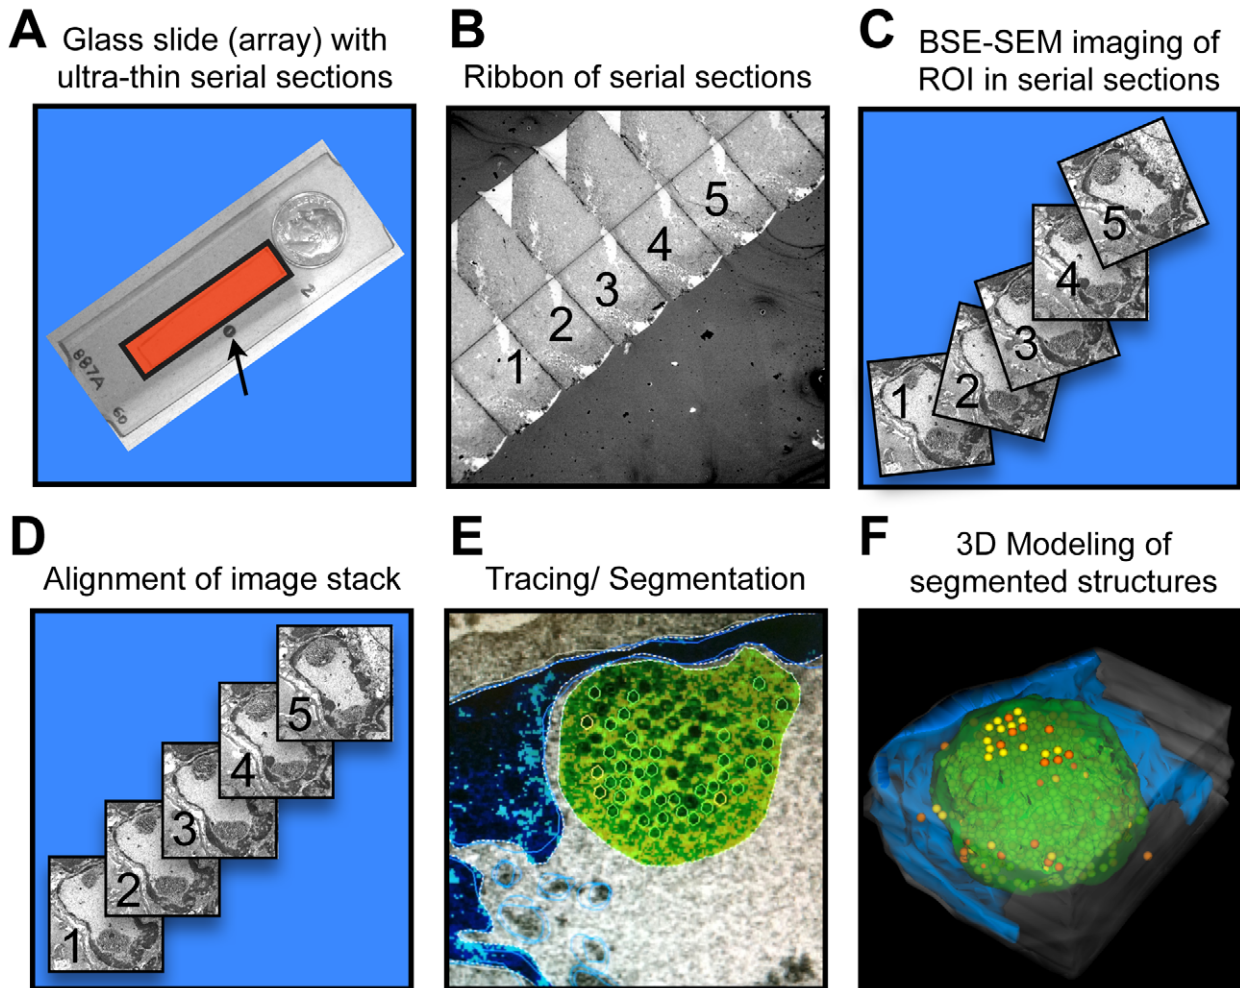 A
Glass slide (array) with
ultra-thin serial sections
887A
60
2
B
Ribbon of serial sections
1
2
3
4
5
C
BSE-SEM imaging of
ROI in serial sections
1
2
3
4
5
D
Alignment of image stack
1
2
3
4
5
E
Tracing/ Segmentation
F
3D Modeling of
segmented structures